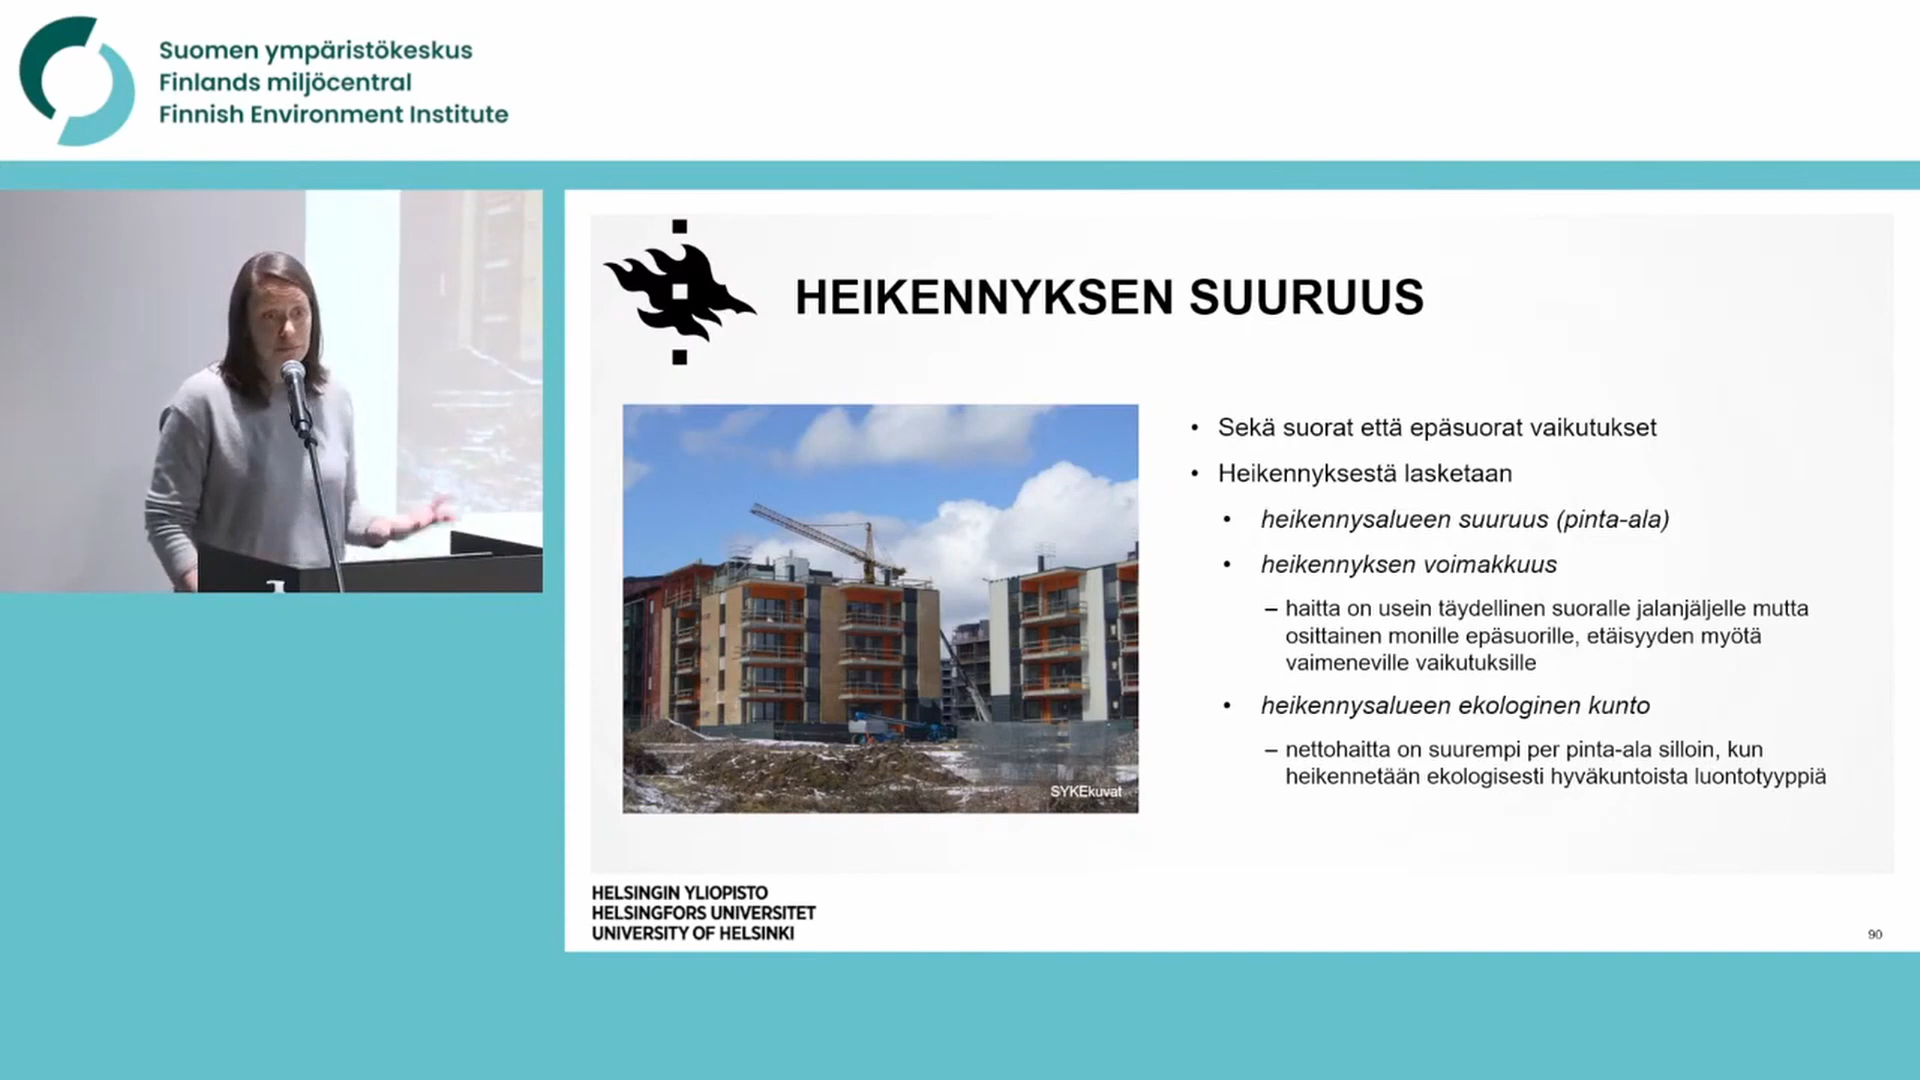 Suomen ympäristökeskus
Finlands miljöcentral
Finnish Environment Institute
HEIKENNYKSEN SUURUUS
• Sekä suorat että epäsuorat vaikutukset
• Heikennyksestä lasketaan
• heikennysalueen suuruus (pinta-ala)
• heikennyksen voimakkuus
– haitta on usein täydellinen suoralle jalanjäljelle mutta
osittainen monille epäsuorille, etäisyyden myötä
vaimeneville vaikutuksille
• heikennysalueen ekologinen kunto
– nettohaitta on suurempi per pinta-ala silloin, kun
heikennetään ekologisesti hyväkuntoista luontotyyppiä
SYKEkuvat
HELSINGIN YLIOPISTO
HELSINGFORS UNIVERSITET
UNIVERSITY OF HELSINKI
90